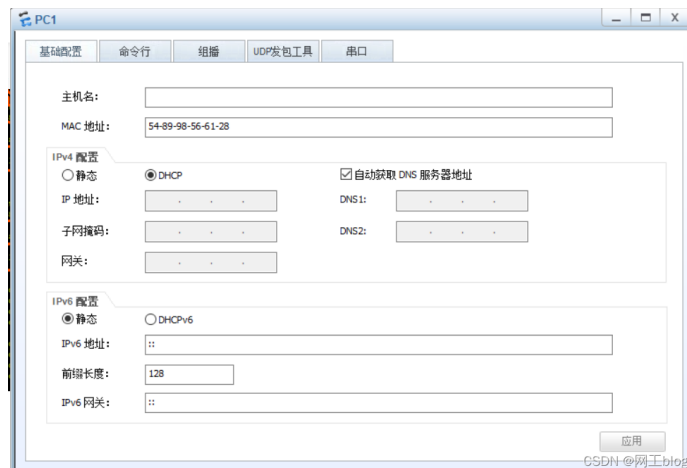 PC1
基础配置 命令行 组播 UDP发包工具 串口
主机名:
MAC 地址: 54-89-98-56-61-28
IPv4 配置
静态 DHCP 自动获取 DNS 服务器地址
IP 地址: . . . DNS1: . . .
子网掩码: . . . DNS2: . . .
网关: . . .
IPv6 配置
静态 DHCPv6
IPv6 地址: ::
前缀长度: 128
IPv6 网关: ::
应用
CSDN @网工blog